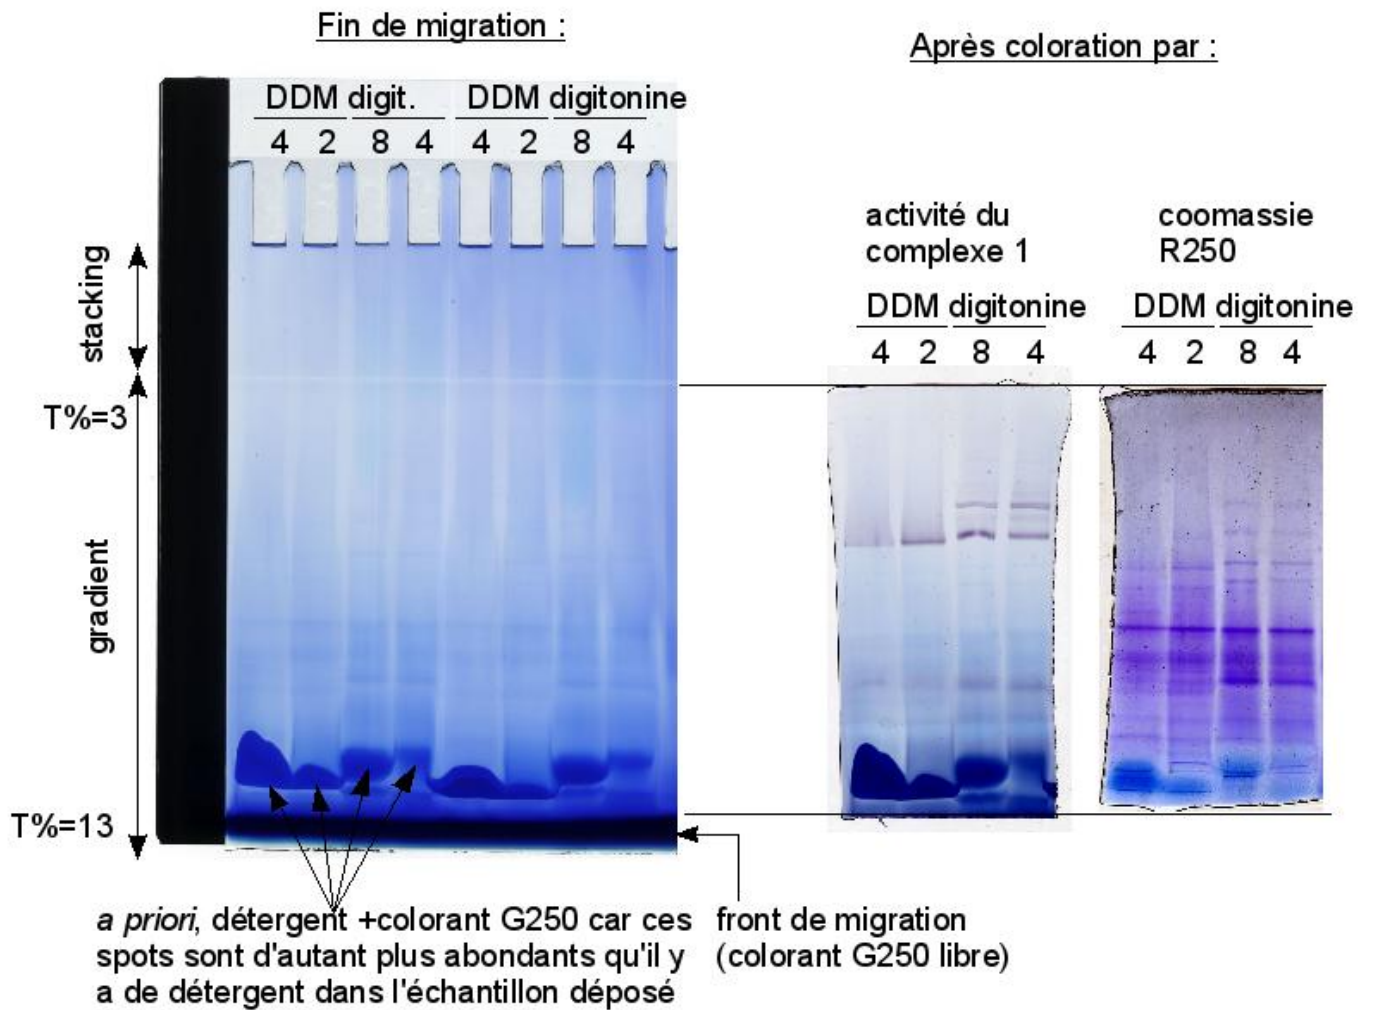 Fin de migration :
Après coloration par :
DDM digit. DDM digitonine
4 2 8 4 4 2 8 4
activité du
complexe 1
coomassie
R250
DDM digitonine
4 2 8 4
DDM digitonine
4 2 8 4
stacking
T%=3
gradient
T%=13
a priori, détergent +colorant G250 car ces
spots sont d'autant plus abondants qu'il y
a de détergent dans l'échantillon déposé
front de migration
(colorant G250 libre)